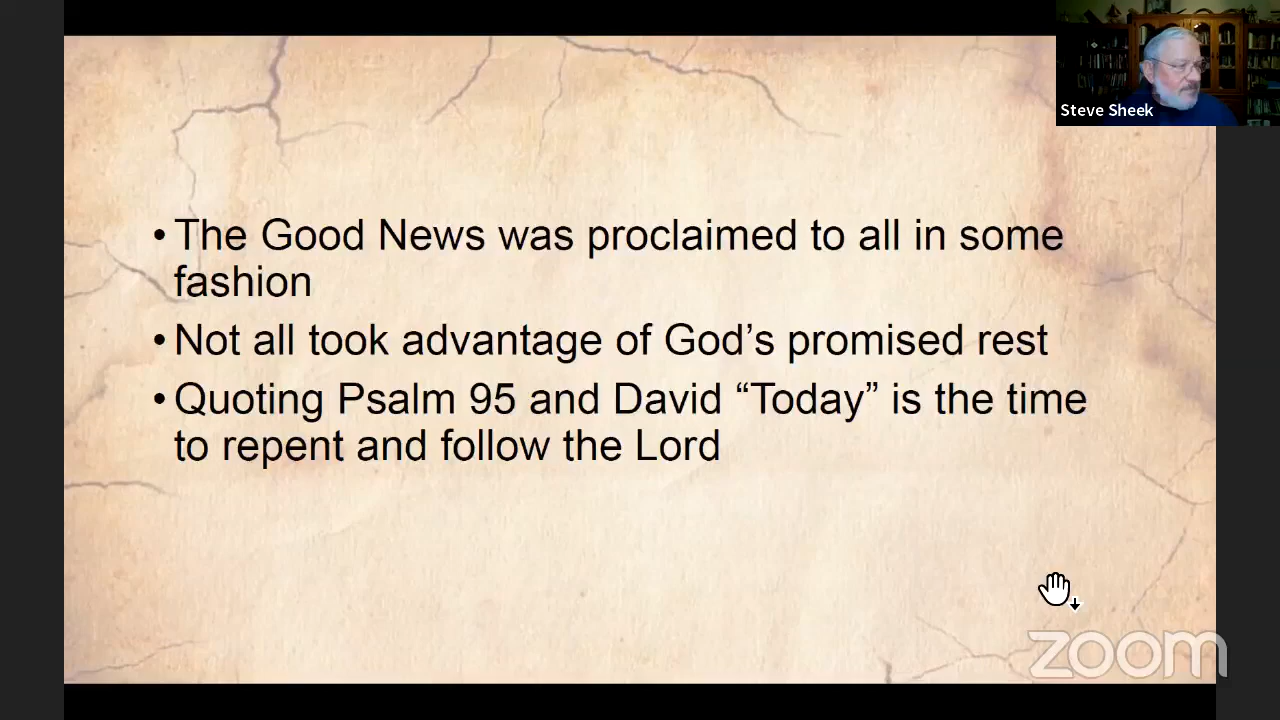 Steve Sheek
• The Good News was proclaimed to all in some
fashion
• Not all took advantage of God’s promised rest
• Quoting Psalm 95 and David “Today” is the time
to repent and follow the Lord
zoom